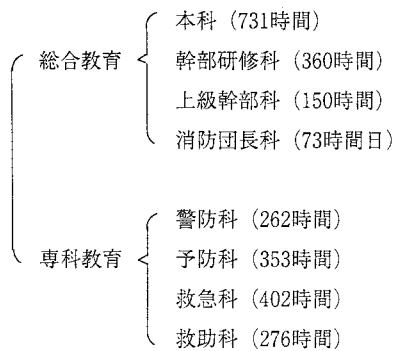 総合教育
本科（731時間）
幹部研修科（360時間）
上級幹部科（150時間）
消防団長科（73時間日）
専科教育
警防科（262時間）
予防科（353時間）
救急科（402時間）
救助科（276時間）